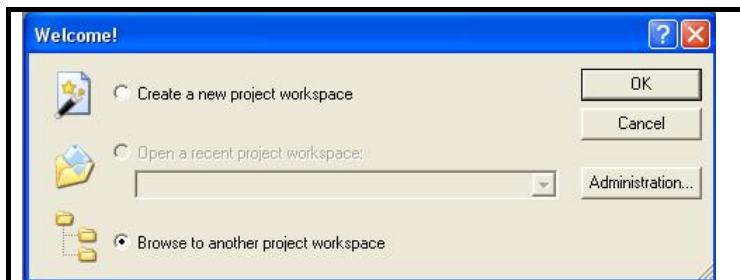 Welcome!
Create a new project workspace
OK
Cancel
Open a recent project workspace:
Administration...
Browse to another project workspace